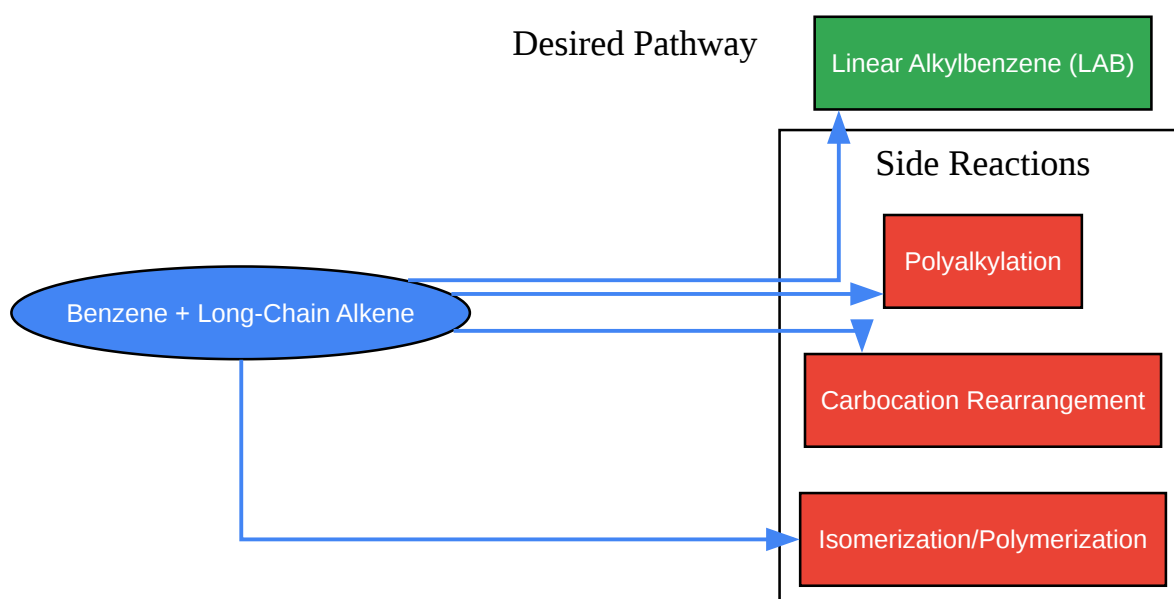 Desired Pathway
Linear Alkylbenzene (LAB)
Side Reactions
Polyalkylation
Benzene + Long-Chain Alkene
Carbocation Rearrangement
Isomerization/Polymerization